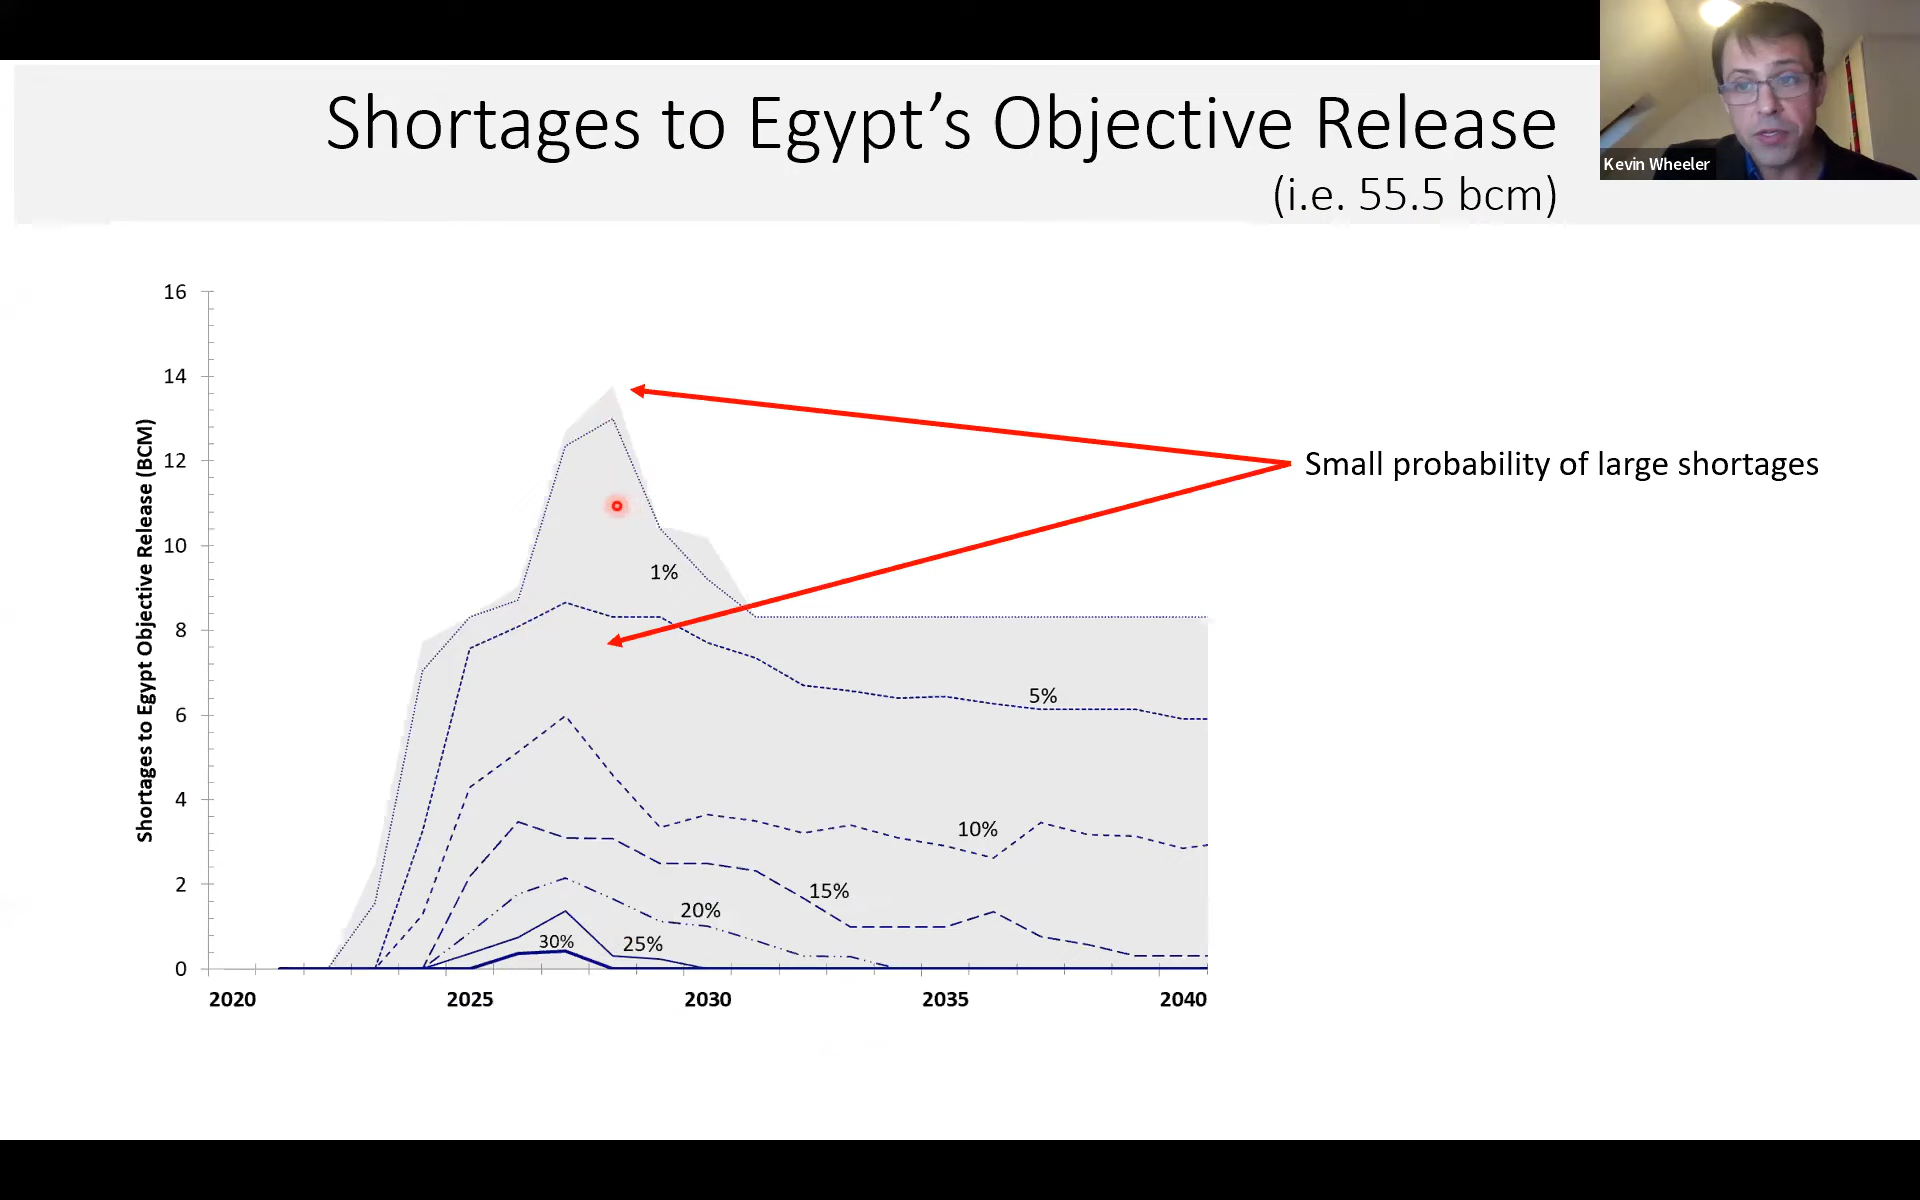 Shortages to Egypt's Objective Release
(i.e. 55.5 bcm)
Kevin Wheeler
Shortages to Egypt Objective Release (BCM)
16
14
12
10
8
6
4
2
0
1%
5%
10%
15%
20%
25%
30%
2020 2025 2030 2035 2040
Small probability of large shortages